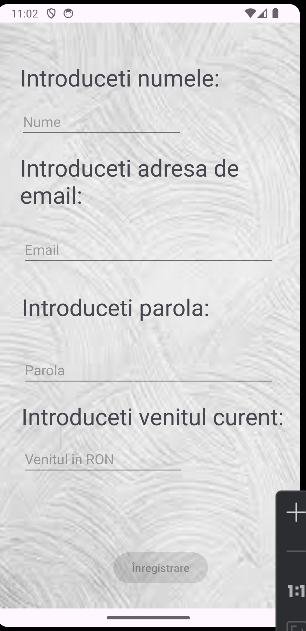 11:02
Introduceti numele:
Nume
Introduceti adresa de
email:
Email
Introduceti parola:
Parola
Introduceti venitul curent:
Venitul in RON
Înregistrare
1:1